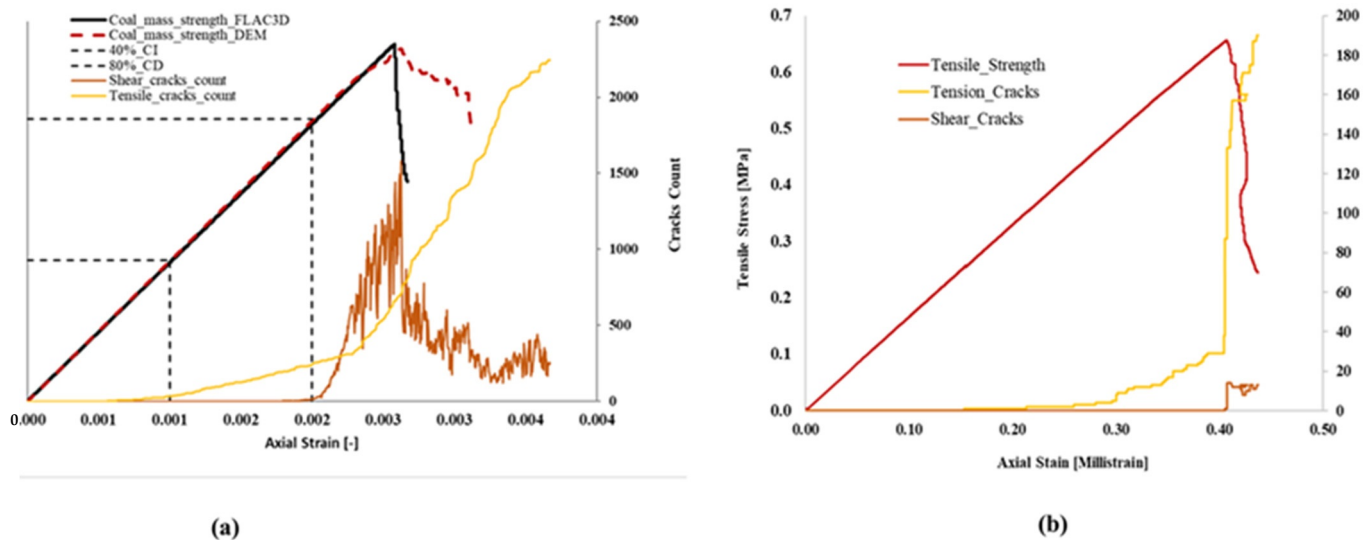 Coal_mass_strength_FLAC3D
Coal_mass_strength_DEM
40%_CI
80%_CD
Shear_cracks_count
Tensile_cracks_count
2500
2000
1500
1000
500
0
Cracks Count
0.000 0.001 0.002 0.002 0.003 0.003 0.004 0.004
Axial Strain [-]
(a)
0.7
0.6
0.5
0.4
0.3
0.2
0.1
0.0
Tensile Stress [MPa]
Tensile_Strength
Tension_Cracks
Shear_Cracks
200
180
160
140
120
100
80
60
40
20
0
0.00 0.10 0.20 0.30 0.40 0.50
Axial Stain [Millistrain]
(b)